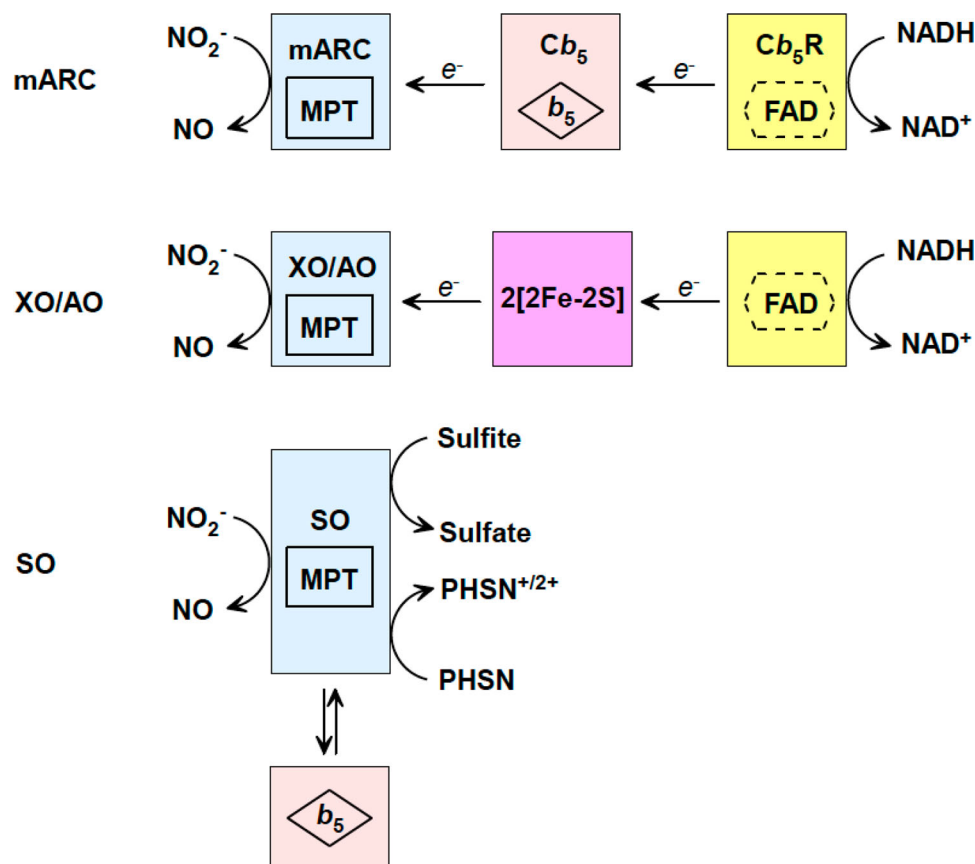 NO₂⁻
mARC
Cb₅
Cb₅R
NADH
mARC
e⁻
e⁻
MPT
b₅
FAD
NO
NAD⁺
NO₂⁻
XO/AO
NADH
XO/AO
e⁻
2[2Fe-2S]
e⁻
MPT
FAD
NO
NAD⁺
Sulfite
NO₂⁻
SO
Sulfate
SO
MPT
PHSN⁺/²⁺
NO
PHSN
b₅